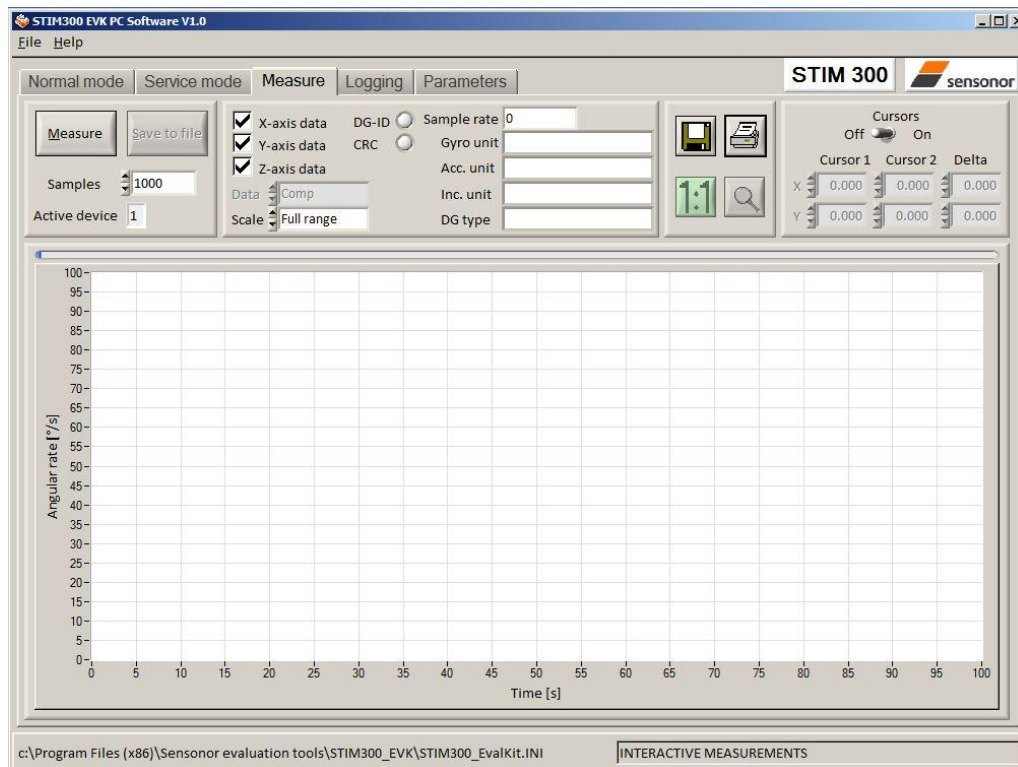 STIM300 EVK PC Software V1.0
File Help
Normal mode Service mode Measure Logging Parameters
STIM 300 sensonor
Measure Save to file
Samples 1000
Active device 1
X-axis data DG-ID Sample rate 0
Y-axis data CRC Gyro unit
Z-axis data Acc. unit
Data Comp Inc. unit
Scale Full range DG type
1:1
Cursors
Off On
Cursor 1 Cursor 2 Delta
X 0.000 0.000 0.000
Y 0.000 0.000 0.000
Angular rate [°/s]
100
95
90
85
80
75
70
65
60
55
50
45
40
35
30
25
20
15
10
5
0
0 5 10 15 20 25 30 35 40 45 50 55 60 65 70 75 80 85 90 95 100
Time [s]
c:\Program Files (x86)\Sensonor evaluation tools\STIM300_EVK\STIM300_EvalKit.INI INTERACTIVE MEASUREMENTS